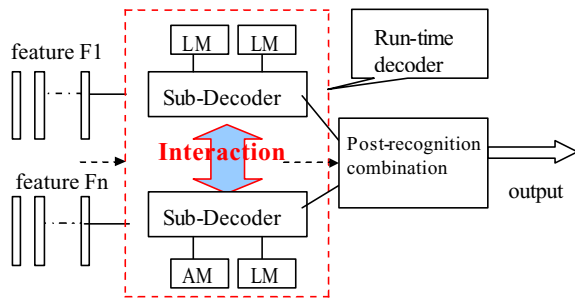 feature F1
LM LM
Run-time
decoder
Sub-Decoder
Interaction
Post-recognition
combination
output
feature Fn
Sub-Decoder
AM LM